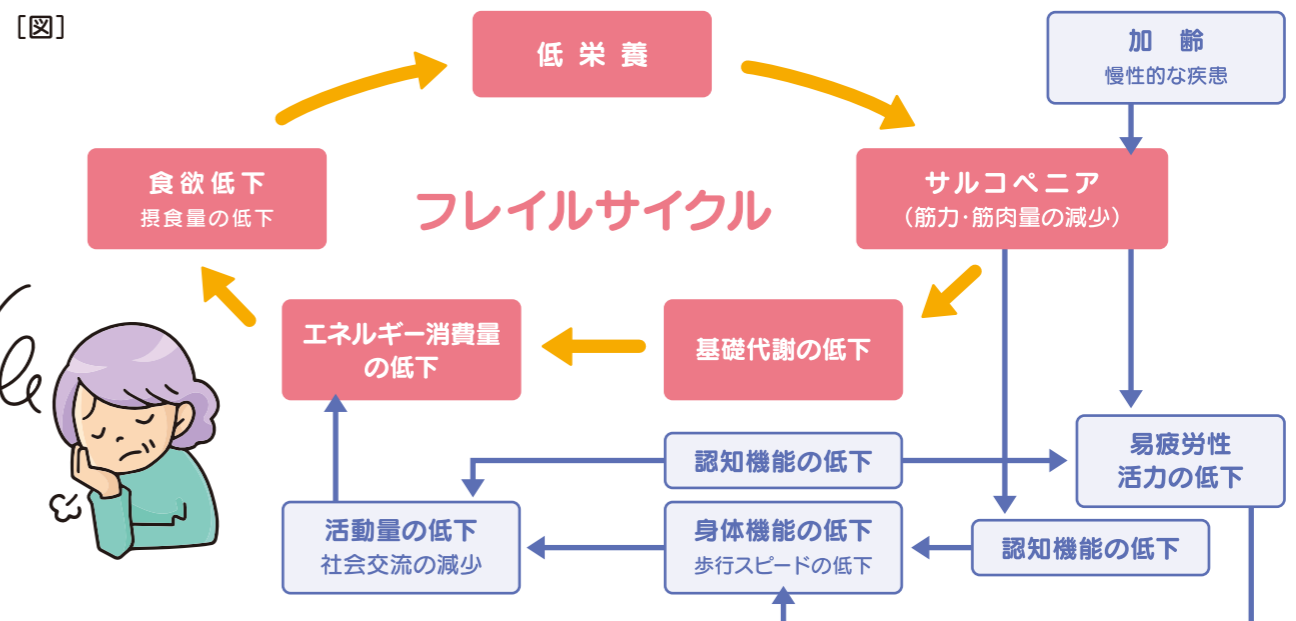 ［図］
低栄養
加齢
慢性的な疾患
食欲低下
摂食量の低下
フレイルサイクル
サルコペニア
（筋力・筋肉量の減少）
エネルギー消費量
の低下
基礎代謝の低下
認知機能の低下
易疲労性
活力の低下
活動量の低下
社会交流の減少
身体機能の低下
歩行スピードの低下
認知機能の低下